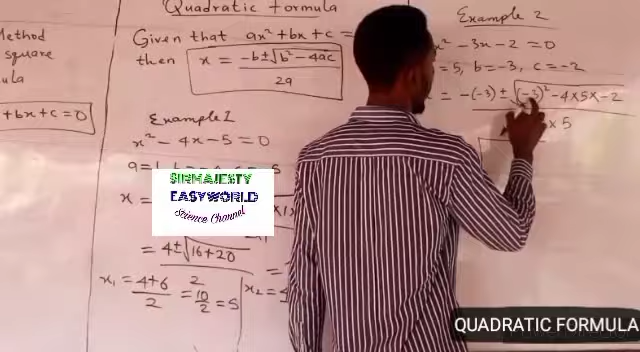 Quadratic formula
Method
square
ula
+ bx + c = 0
Given that ax² + bx + c =
then x = -b ± √b² - 4ac
2a
Example 1
x² - 4x - 5 = 0
x =
= 4 ± √16 + 20
2
x₁ = 4 + 6 = 10 = 5
2 2
x₂ =
Example 2
x² - 3x - 2 = 0
= 5, b = -3, c = -2
= -(-3) ± √(-3)² - 4 × 5 × -2
× 5
SIRMAJESTY
EASYWORLD
Science Channel
QUADRATIC FORMULA